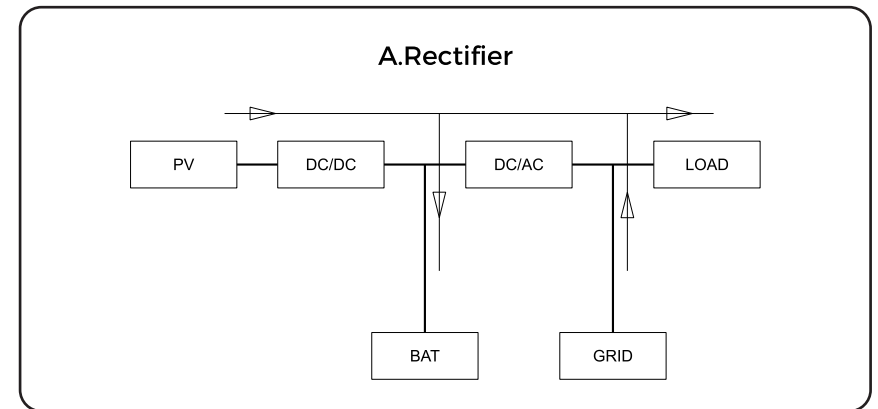 A.Rectifier
PV
DC/DC
DC/AC
LOAD
BAT
GRID